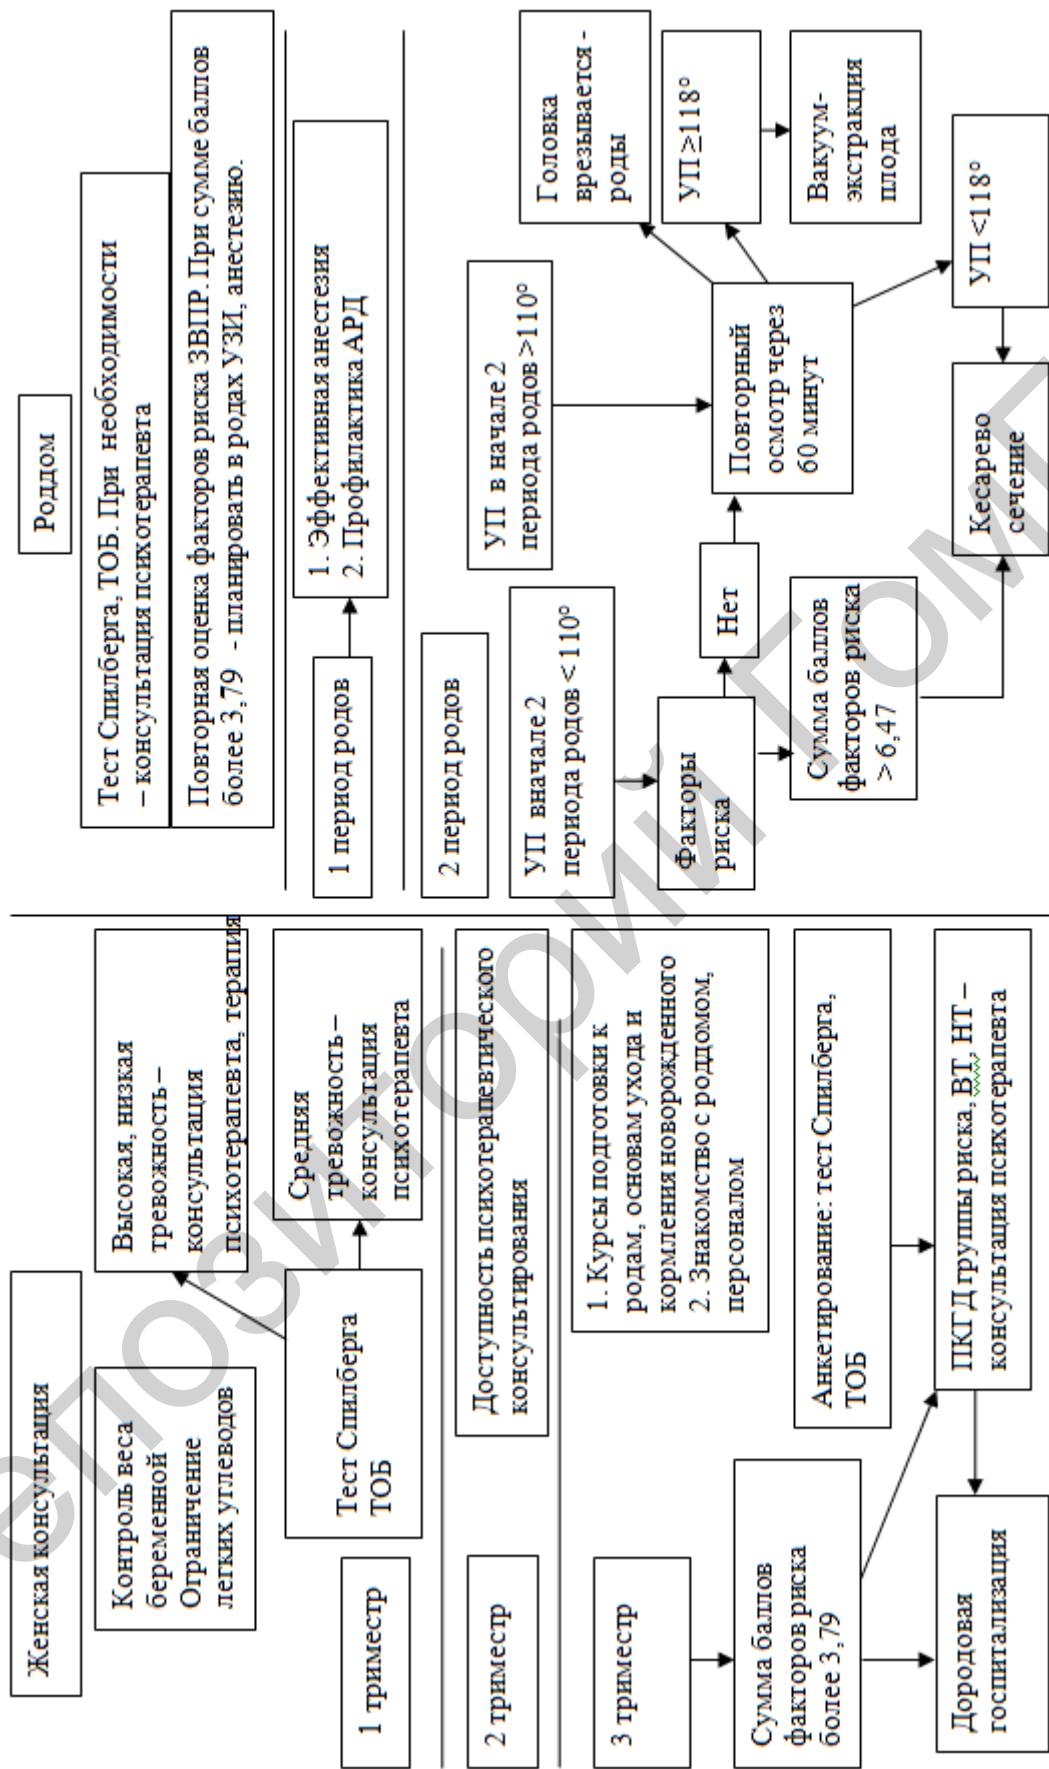 Женская консультация
Контроль веса
беременной
Ограничение
легких углеводов
Высокая, низкая
тревожность –
консультация
психотерапевта, терапия
1 триместр
Тест Спилберга
ТОБ
Средняя
тревожность –
консультация
психотерапевта
2 триместр
Доступность психотерапевтического
консультирования
3 триместр
1. Курсы подготовки к
родам, основам ухода и
кормления новорожденного
2. Знакомство с роддомом,
персоналом
Сумма баллов
факторов риска
более 3,79
Анкетирование: тест Спилберга,
ТОБ
Дородовая
госпитализация
ПКГД группы риска, ВТ, НТ –
консультация психотерапевта
Роддом
Тест Спилберга, ТОБ. При необходимости
– консультация психотерапевта
Повторная оценка факторов риска ЗВПР. При сумме баллов
более 3,79 - планировать в родах УЗИ, анестезию.
1 период родов
1. Эффективная анестезия
2. Профилактика АРД
2 период родов
УП вначале 2
периода родов < 110°
УП в начале 2
периода родов >110°
Головка
врезывается -
роды
Факторы
риска
Нет
Повторный
осмотр через
60 минут
УП ≥118°
Вакуум-
экстракция
плода
Сумма баллов
факторов риска
> 6,47
Кесарево
сечение
УП <118°
епозиторий ГомГ